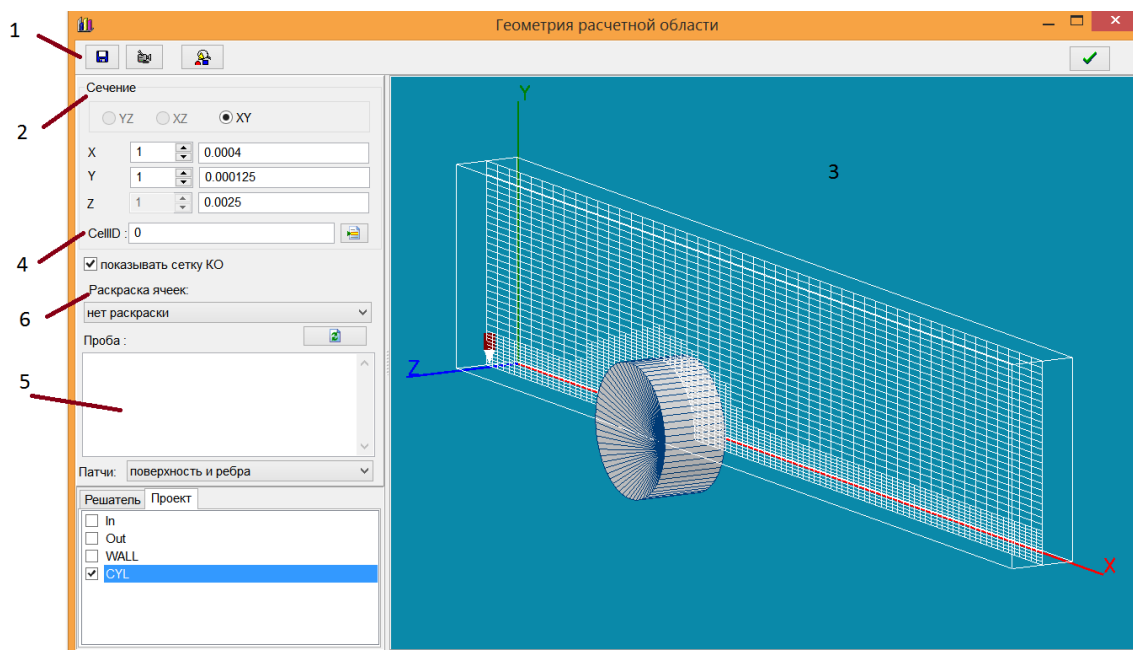 Геометрия расчетной области
1
Сечение
YZ XZ XY
2
X 1 0.0004
Y 1 0.000125
Z 1 0.0025
CellID : 0
4
показывать сетку КО
Раскраска ячеек:
6
нет раскраски
Проба :
5
Патчи: поверхность и ребра
Решатель Проект
In
Out
WALL
CYL
Y
3
Z
X